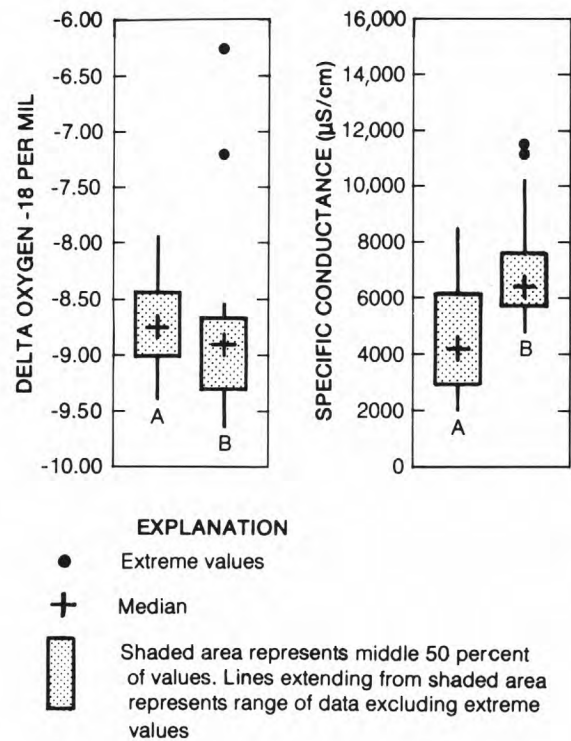 DELTA OXYGEN -18 PER MIL
-6.00
-6.50
-7.00
-7.50
-8.00
-8.50
-9.00
-9.50
-10.00
A
B
SPECIFIC CONDUCTANCE (µS/cm)
16,000
14,000
12,000
10,000
8000
6000
4000
2000
0
A
B
EXPLANATION
Extreme values
Median
Shaded area represents middle 50 percent
of values. Lines extending from shaded area
represents range of data excluding extreme
values